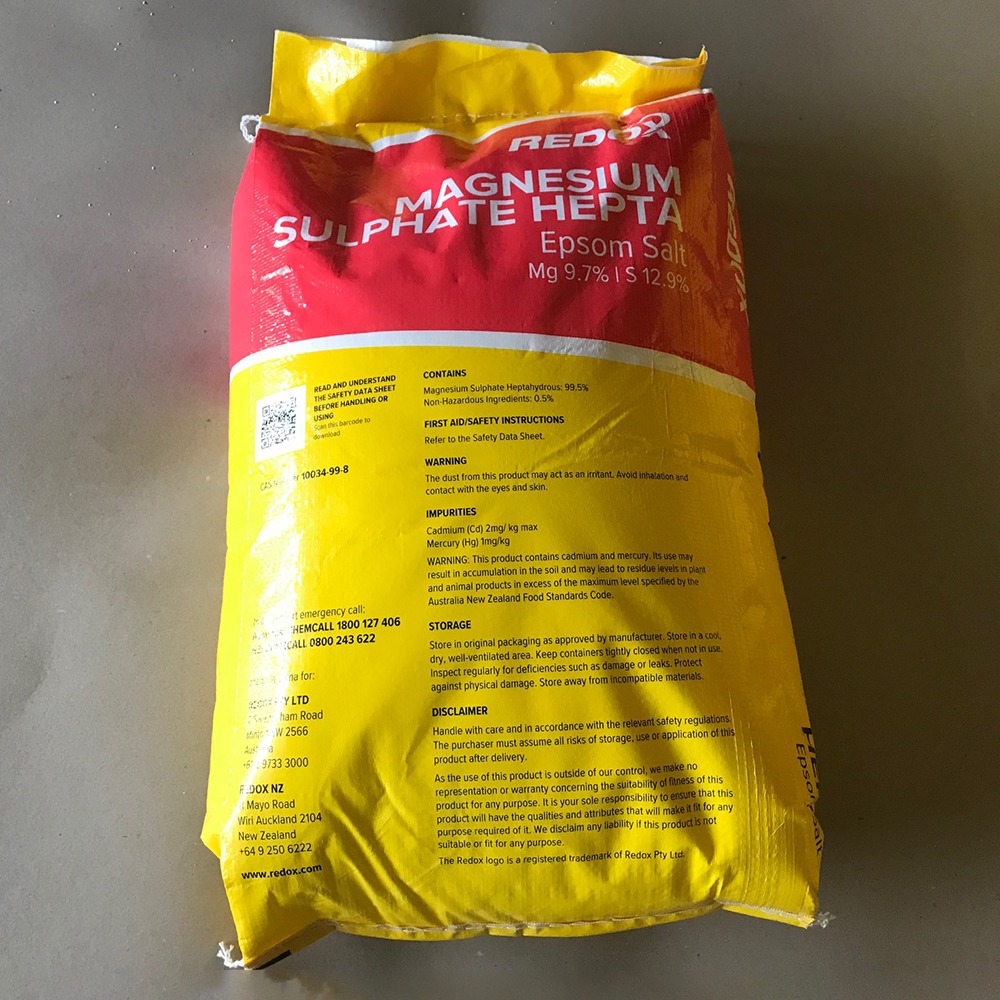 REDOX
MAGNESIUM
SULPHATE HEPTA
Epsom Salt
Mg 9.7% | S 12.9%
READ AND UNDERSTAND
THE SAFETY DATA SHEET
BEFORE HANDLING OR
USING
Scan this barcode to
download
10034-99-8
emergency call:
CHEMCALL 1800 127 406
0800 243 622
for:
PTY LTD
Road
NSW 2566
Australia
9733 3000
REDOX NZ
Mayo Road
Wiri Auckland 2104
New Zealand
+64 9 250 6222
www.redox.com
CONTAINS
Magnesium Sulphate Heptahydrous: 99.5%
Non-Hazardous Ingredients: 0.5%
FIRST AID/SAFETY INSTRUCTIONS
Refer to the Safety Data Sheet.
WARNING
The dust from this product may act as an irritant. Avoid inhalation and
contact with the eyes and skin.
IMPURITIES
Cadmium (Cd) 2mg/ kg max
Mercury (Hg) 1mg/kg
WARNING: This product contains cadmium and mercury. Its use may
result in accumulation in the soil and may lead to residue levels in plant
and animal products in excess of the maximum level specified by the
Australia New Zealand Food Standards Code.
STORAGE
Store in original packaging as approved by manufacturer. Store in a cool,
dry, well-ventilated area. Keep containers tightly closed when not in use.
Inspect regularly for deficiencies such as damage or leaks. Protect
against physical damage. Store away from incompatible materials.
DISCLAIMER
Handle with care and in accordance with the relevant safety regulations.
The purchaser must assume all risks of storage, use or application of this
product after delivery.
As the use of this product is outside of our control, we make no
representation or warranty concerning the suitability of fitness of this
product for any purpose. It is your sole responsibility to ensure that this
product will have the qualities and attributes that will make it fit for any
purpose required of it. We disclaim any liability if this product is not
suitable or fit for any purpose.
The Redox logo is a registered trademark of Redox Pty Ltd.